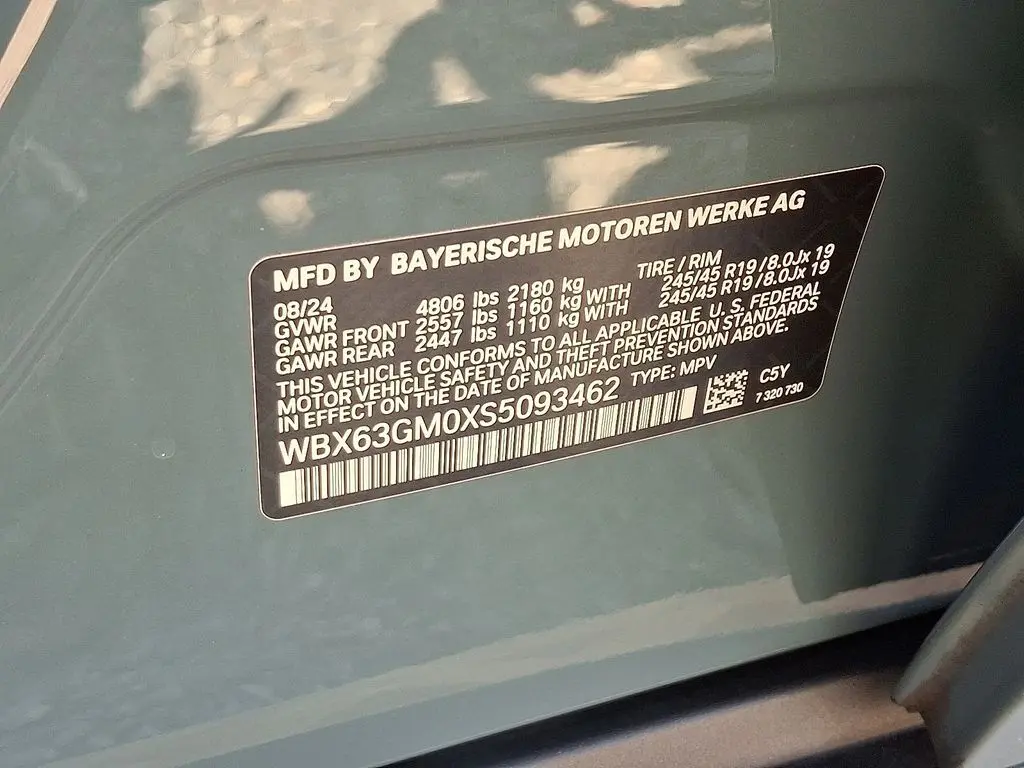 MFD BY BAYERISCHE MOTOREN WERKE AG
08/24 TIRE / RIM
GVWR 4806 lbs 2180 kg
GAWR FRONT 2557 lbs 1160 kg WITH 245/45 R19/8.0Jx 19
GAWR REAR 2447 lbs 1110 kg WITH 245/45 R19/8.0Jx 19
THIS VEHICLE CONFORMS TO ALL APPLICABLE U. S. FEDERAL
MOTOR VEHICLE SAFETY AND THEFT PREVENTION STANDARDS
IN EFFECT ON THE DATE OF MANUFACTURE SHOWN ABOVE.
WBX63GM0XS5093462 TYPE: MPV C5Y
7 320 730